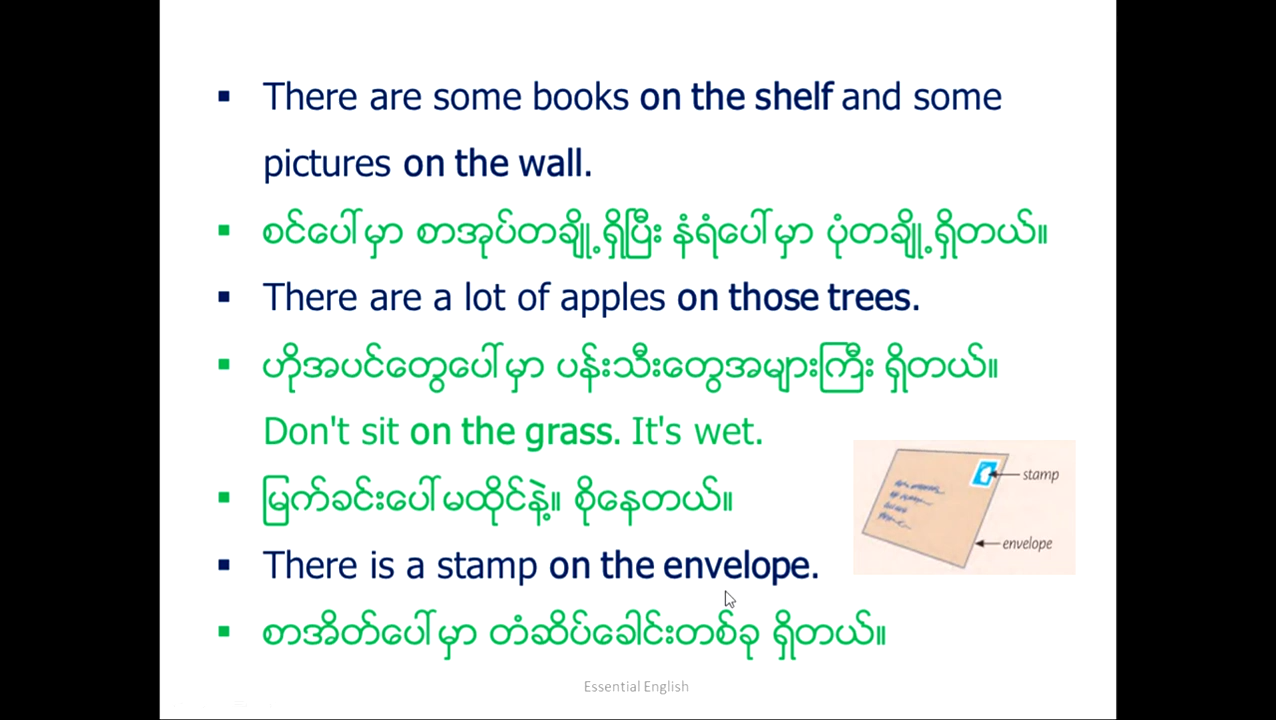 There are some books on the shelf and some
pictures on the wall.
စင်ပေါ်မှာ စာအုပ်တချို့ရှိပြီး နံရံပေါ်မှာ ပုံတချို့ရှိတယ်။
There are a lot of apples on those trees.
ဟိုအပင်တွေပေါ်မှာ ပန်းသီးတွေအများကြီး ရှိတယ်။
Don't sit on the grass. It's wet.
stamp
မြက်ခင်းပေါ်မထိုင်နဲ့။ စိုနေတယ်။
envelope
There is a stamp on the envelope.
စာအိတ်ပေါ်မှာ တံဆိပ်ခေါင်းတစ်ခု ရှိတယ်။
Essential English